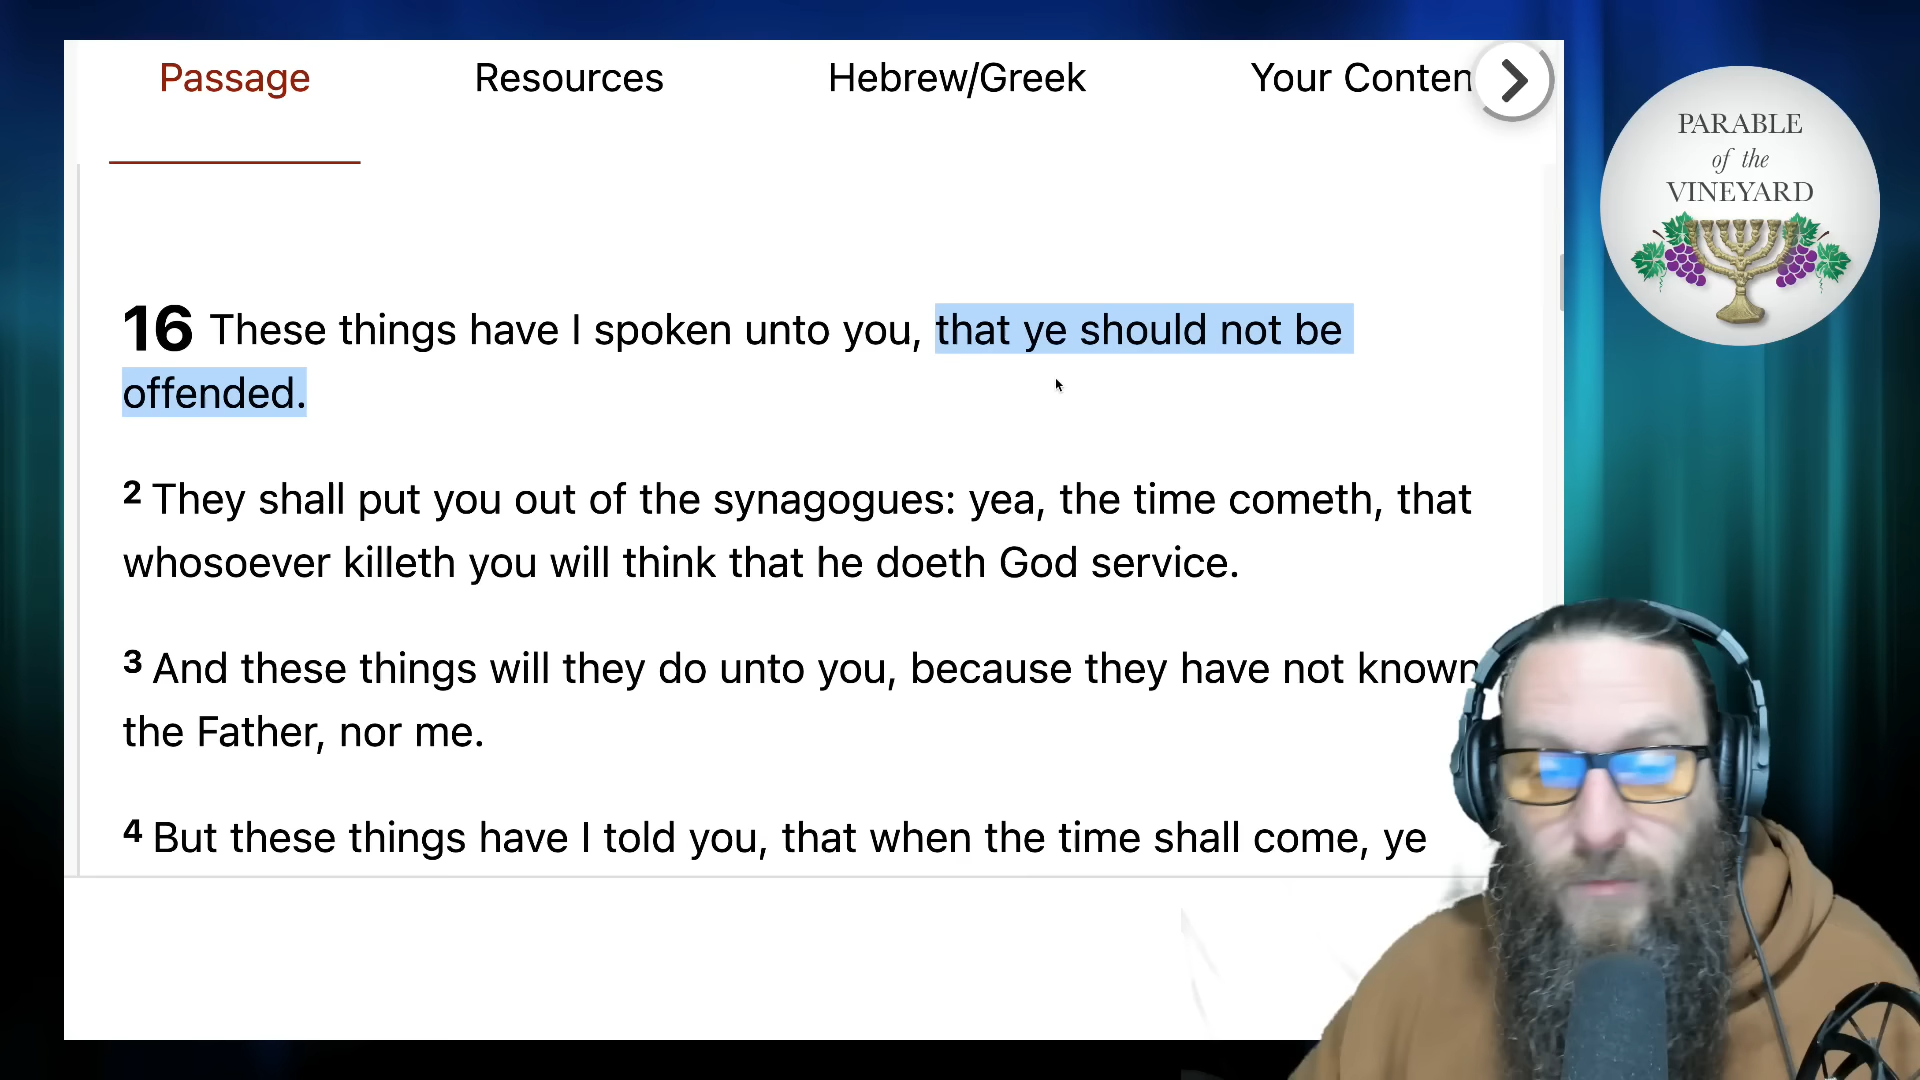 Passage Resources Hebrew/Greek Your Conten
PARABLE
of the
VINEYARD
16 These things have I spoken unto you, that ye should not be
offended.
2 They shall put you out of the synagogues: yea, the time cometh, that
whosoever killeth you will think that he doeth God service.
3 And these things will they do unto you, because they have not known
the Father, nor me.
4 But these things have I told you, that when the time shall come, ye